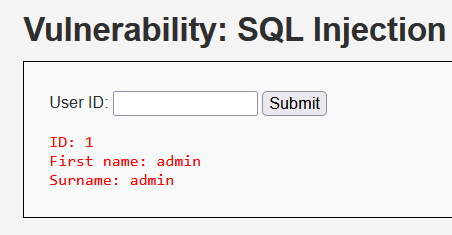 Vulnerability: SQL Injection
User ID: Submit
ID: 1
First name: admin
Surname: admin